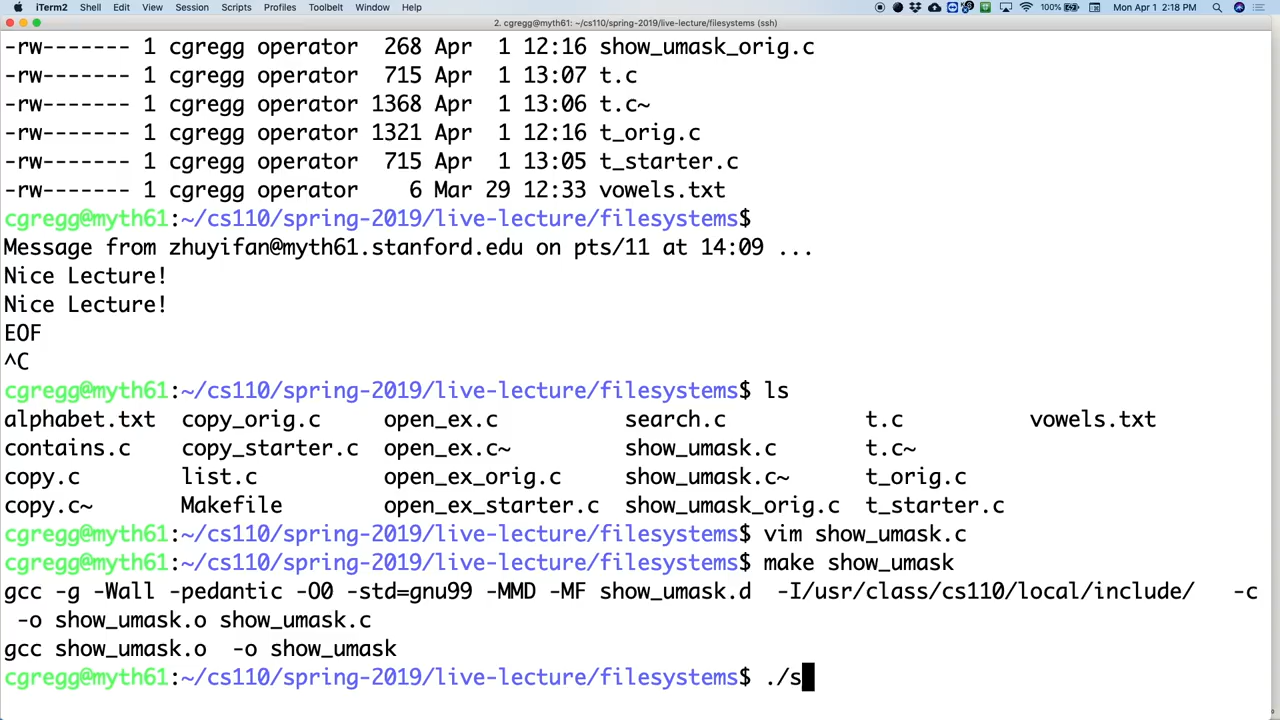 iTerm2 Shell Edit View Session Scripts Profiles Toolbelt Window Help 100% Mon Apr 1 2:18 PM
2. cgregg@myth61: ~/cs110/spring-2019/live-lecture/filesystems (ssh)
-rw------- 1 cgregg operator  268 Apr  1 12:16 show_umask_orig.c
-rw------- 1 cgregg operator  715 Apr  1 13:07 t.c
-rw------- 1 cgregg operator 1368 Apr  1 13:06 t.c~
-rw------- 1 cgregg operator 1321 Apr  1 12:16 t_orig.c
-rw------- 1 cgregg operator  715 Apr  1 13:05 t_starter.c
-rw------- 1 cgregg operator    6 Mar 29 12:33 vowels.txt
cgregg@myth61:~/cs110/spring-2019/live-lecture/filesystems$
Message from zhuyifan@myth61.stanford.edu on pts/11 at 14:09 ...
Nice Lecture!
Nice Lecture!
EOF
^C
cgregg@myth61:~/cs110/spring-2019/live-lecture/filesystems$ ls
alphabet.txt  copy_orig.c     open_ex.c          search.c           t.c          vowels.txt
contains.c    copy_starter.c  open_ex.c~         show_umask.c       t.c~
copy.c        list.c          open_ex_orig.c     show_umask.c~      t_orig.c
copy.c~       Makefile        open_ex_starter.c  show_umask_orig.c  t_starter.c
cgregg@myth61:~/cs110/spring-2019/live-lecture/filesystems$ vim show_umask.c
cgregg@myth61:~/cs110/spring-2019/live-lecture/filesystems$ make show_umask
gcc -g -Wall -pedantic -O0 -std=gnu99 -MMD -MF show_umask.d  -I/usr/class/cs110/local/include/   -c
 -o show_umask.o show_umask.c
gcc show_umask.o  -o show_umask
cgregg@myth61:~/cs110/spring-2019/live-lecture/filesystems$ ./s